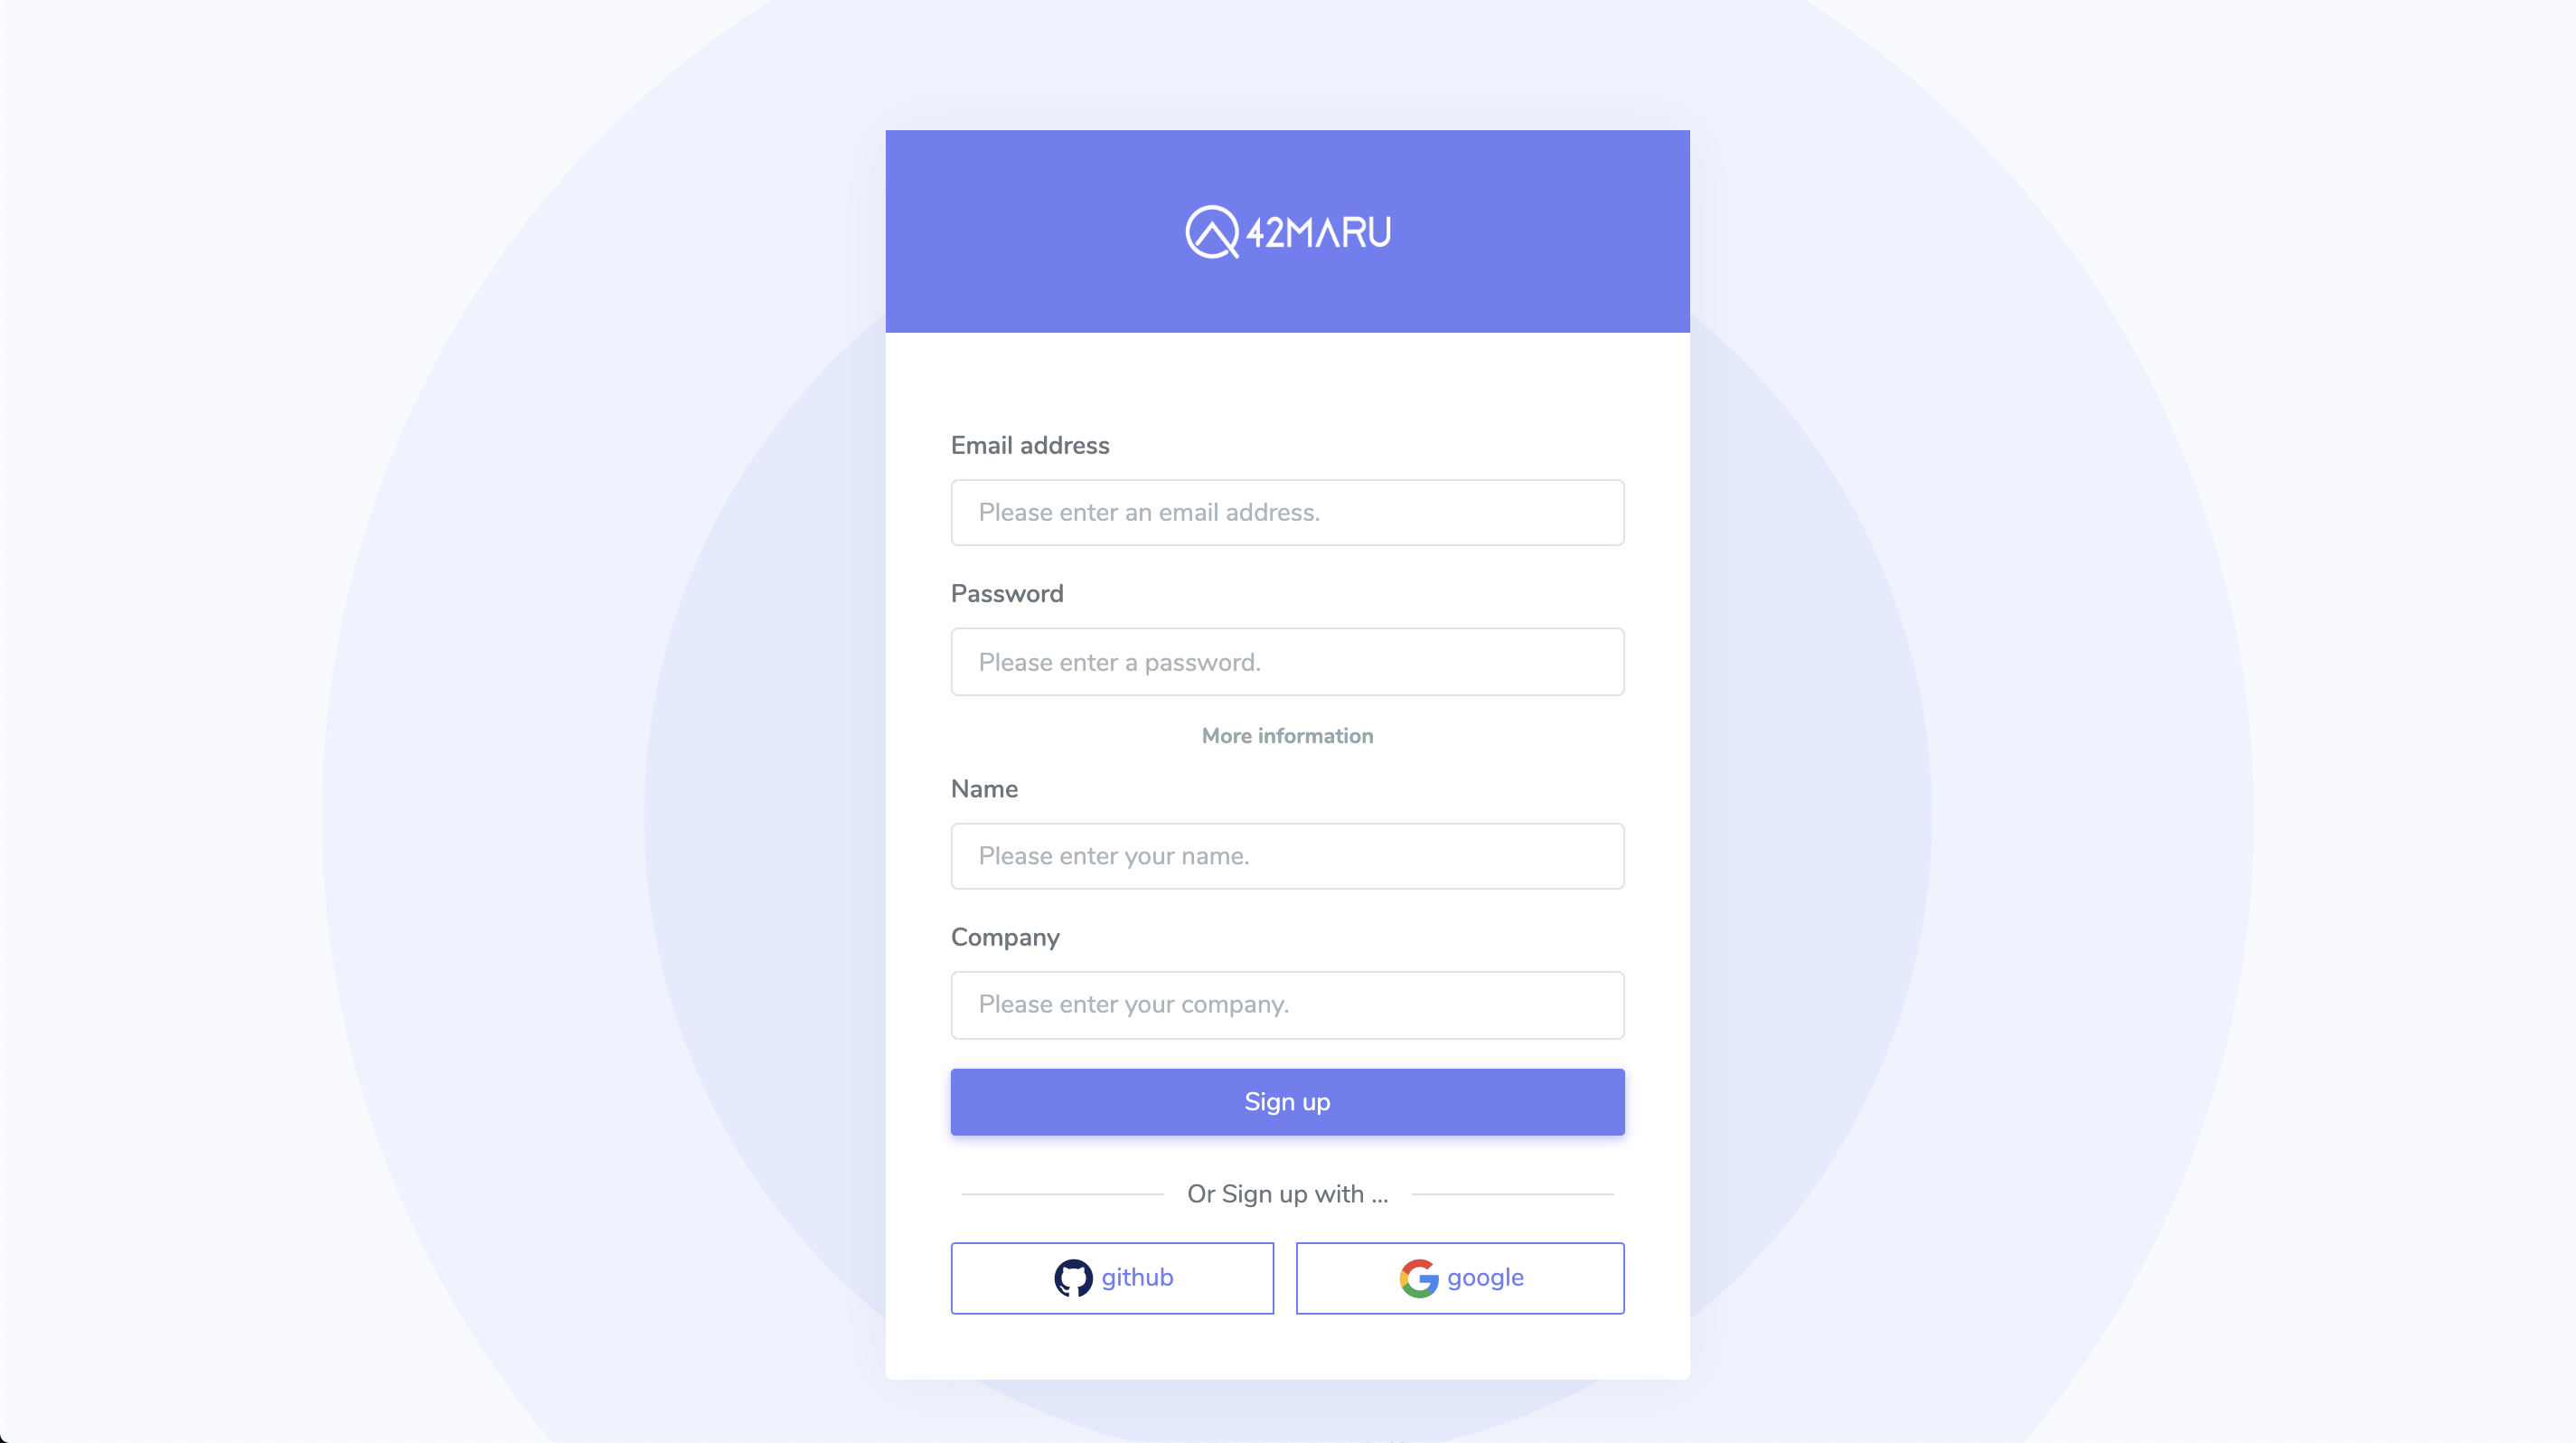 42MARU
Email address
Please enter an email address.
Password
Please enter a password.
More information
Name
Please enter your name.
Company
Please enter your company.
Sign up
Or Sign up with ...
github
google